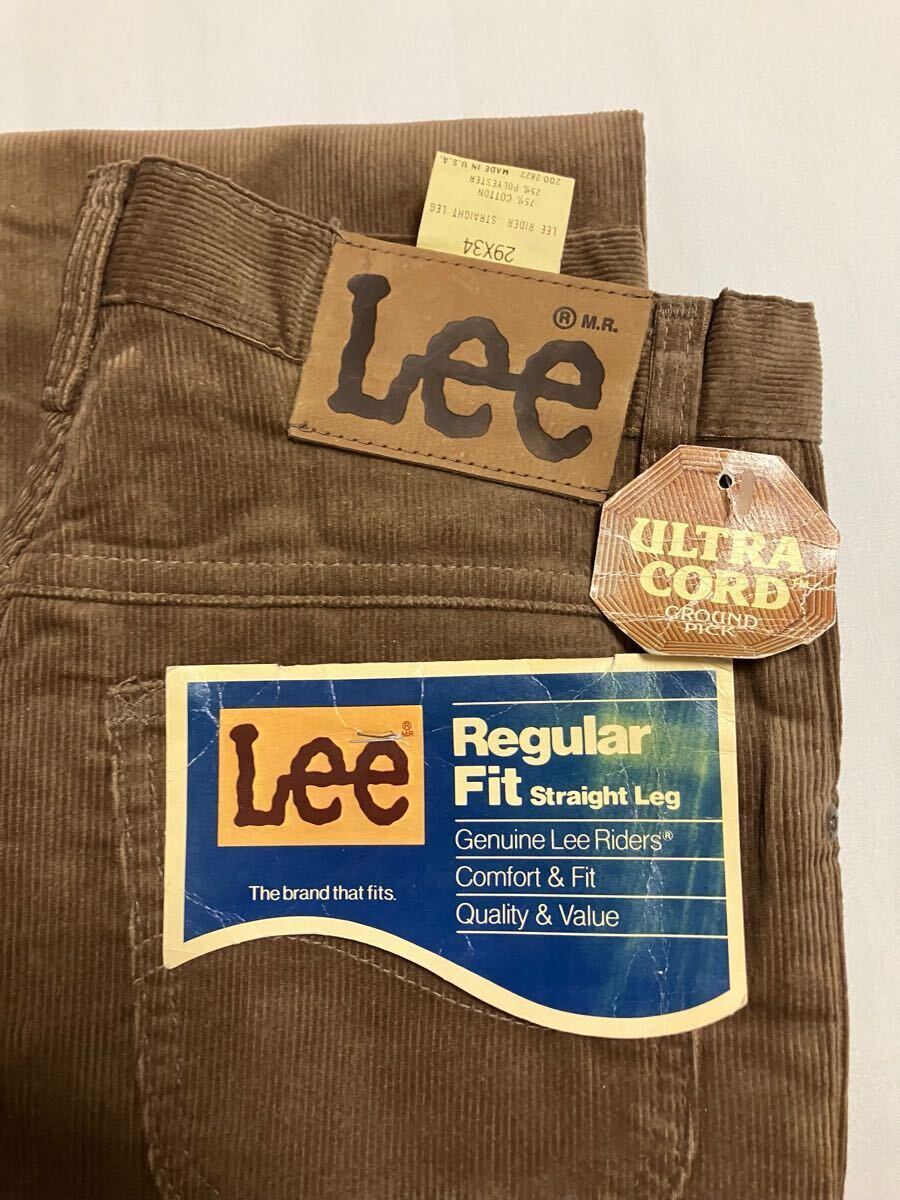 29X34
LEE RIDER STRAIGHT LEG
75% COTTON
25% POLYESTER
200-2822 MADE IN U.S.A.
Lee
® M.R.
ULTRA
CORD™
GROUND
PICK
Lee
®
M.R.
The brand that fits.
Regular
Fit Straight Leg
Genuine Lee Riders®
Comfort & Fit
Quality & Value